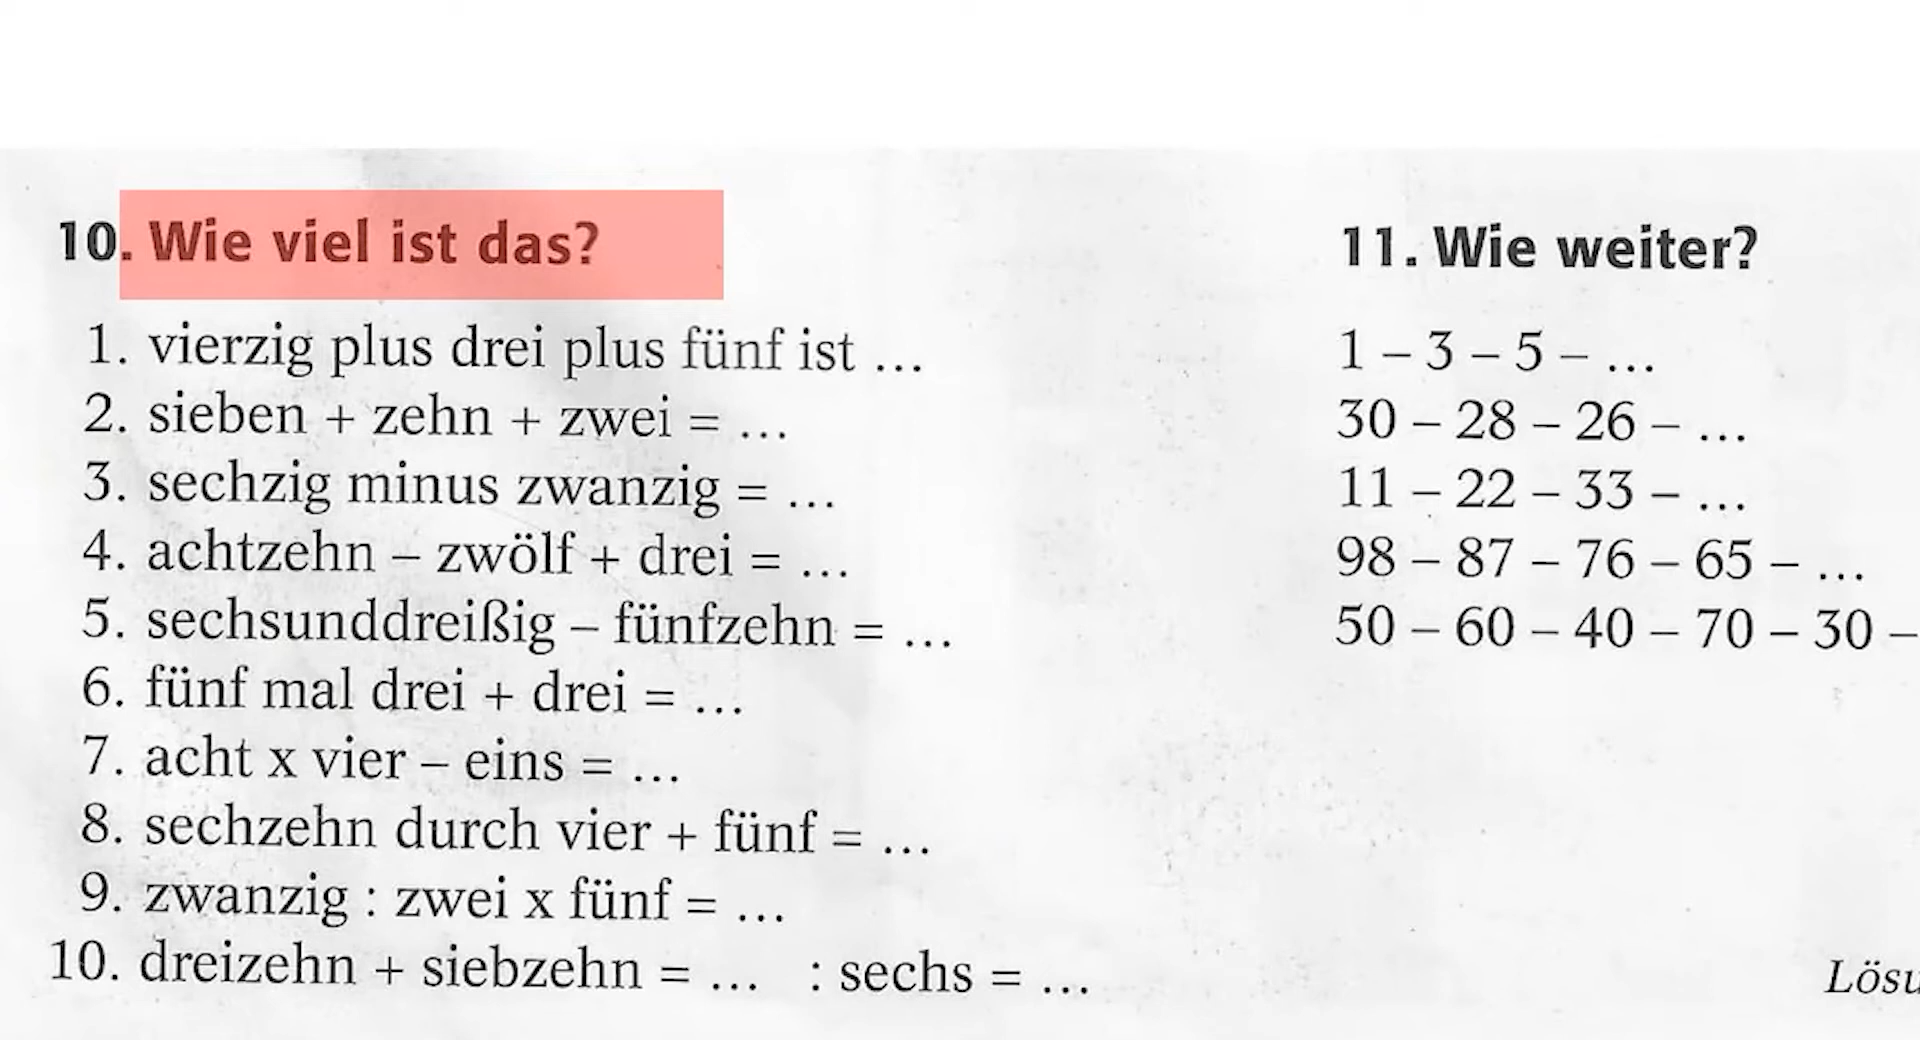 10. Wie viel ist das?
1. vierzig plus drei plus fünf ist ...
2. sieben + zehn + zwei = ...
3. sechzig minus zwanzig = ...
4. achtzehn – zwölf + drei = ...
5. sechsunddreißig – fünfzehn = ...
6. fünf mal drei + drei = ...
7. acht x vier – eins = ...
8. sechzehn durch vier + fünf = ...
9. zwanzig : zwei x fünf = ...
10. dreizehn + siebzehn = ... : sechs = ...
11. Wie weiter?
1 – 3 – 5 – ...
30 – 28 – 26 – ...
11 – 22 – 33 – ...
98 – 87 – 76 – 65 – ...
50 – 60 – 40 – 70 – 30 –